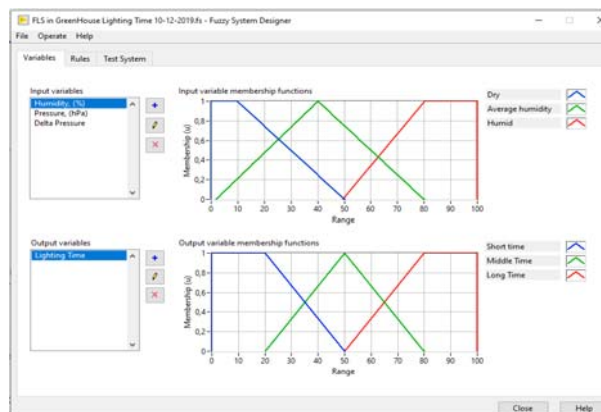 FLS in GreenHouse Lighting Time 10-12-2019.fs - Fuzzy System Designer
File Operate Help
Variables Rules Test System
Input variables
Humidity, (%)
Pressure, (hPa)
Delta Pressure
Input variable membership functions
Dry
Average humidity
Humid
Membership (u)
1
0,8
0,6
0,4
0,2
0
0 10 20 30 40 50 60 70 80 90 100
Range
Output variables
Lighting Time
Output variable membership functions
Short time
Middle Time
Long Time
Membership (u)
1
0,8
0,6
0,4
0,2
0
0 10 20 30 40 50 60 70 80 90 100
Range
Close Help